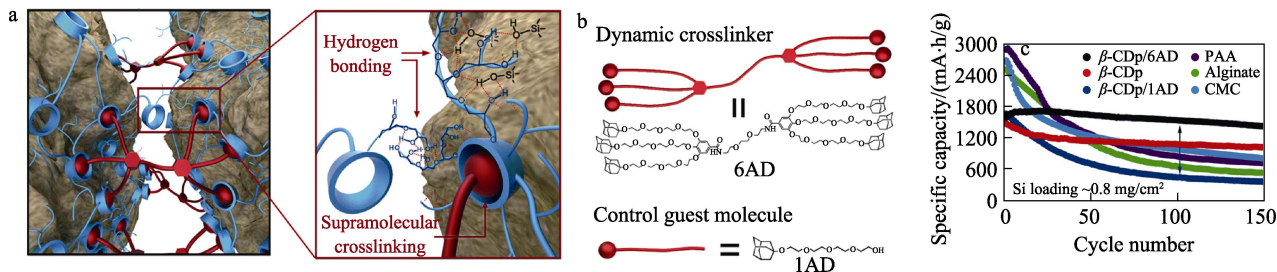 a
Hydrogen
bonding
Supramolecular
crosslinking
b
Dynamic crosslinker
6AD
Control guest molecule
1AD
c
Specific capacity/(mA·h/g)
3000
2400
1800
1200
600
0
β-CDp/6AD
β-CDp
β-CDp/1AD
PAA
Alginate
CMC
Si loading ~0.8 mg/cm²
0
50
100
150
Cycle number